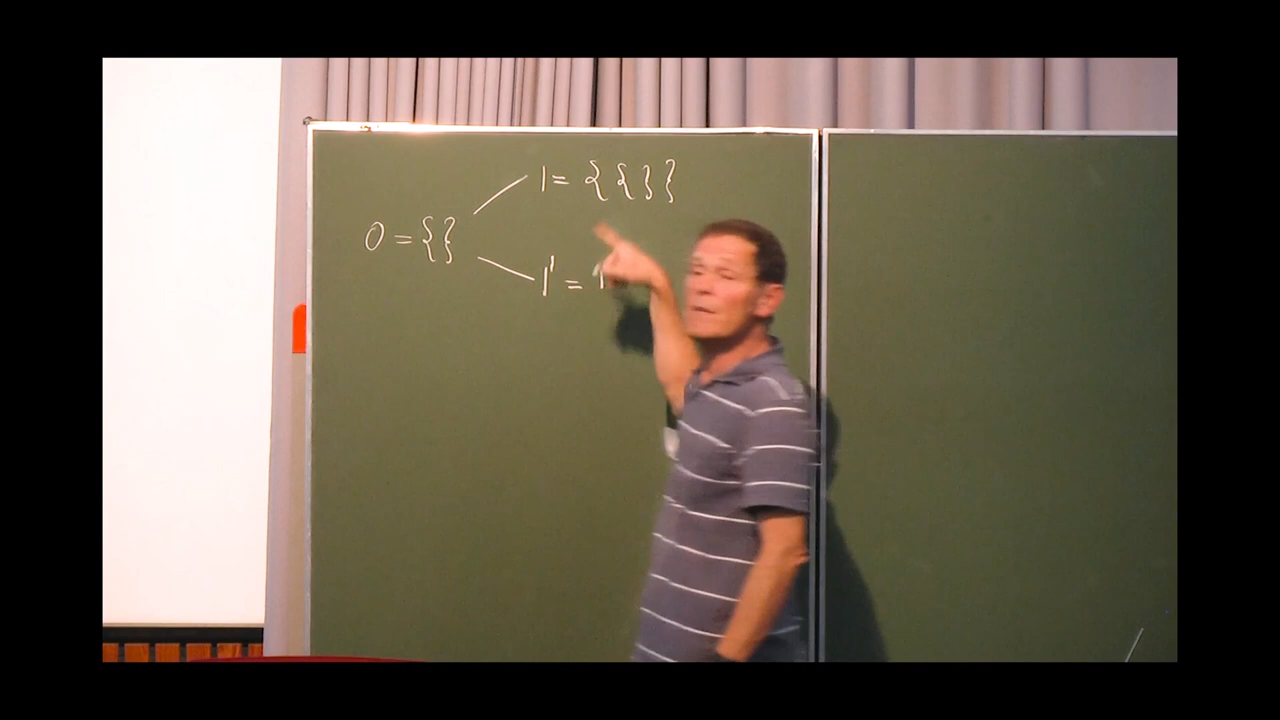 1 = {{}}
0 = {}
1' =